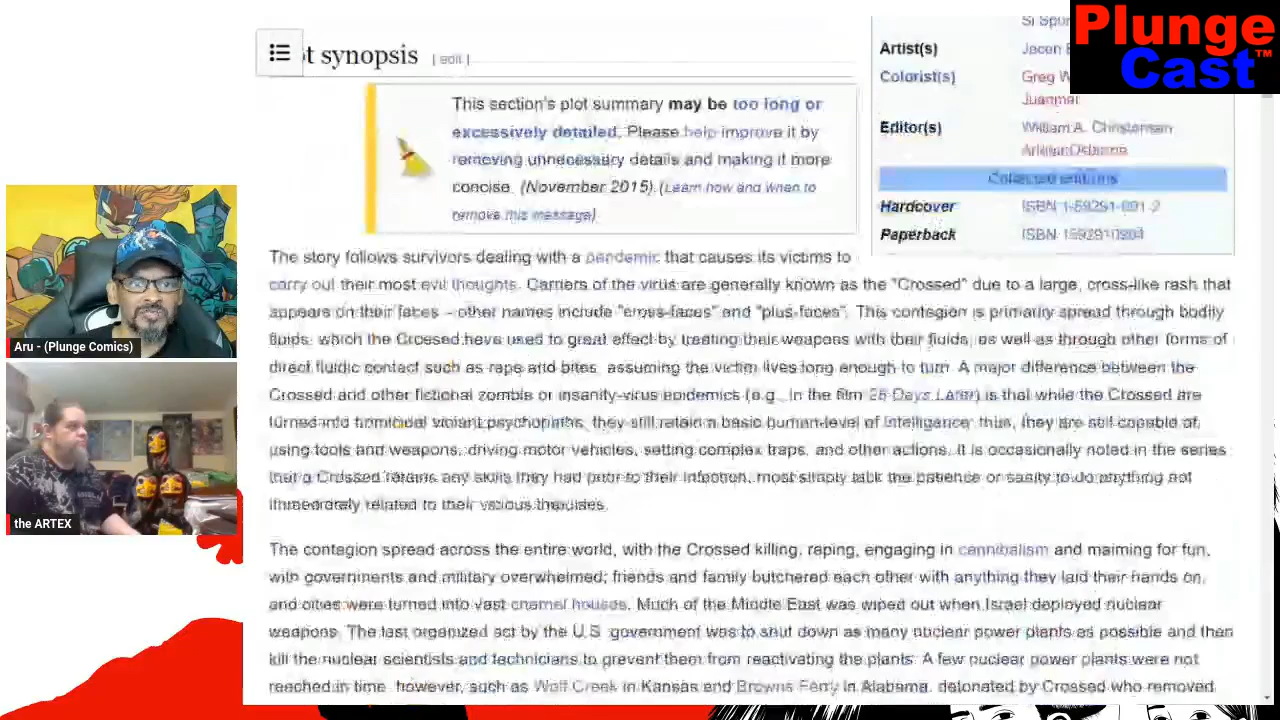 Plunge
Cast™
t synopsis [ edit ]
This section's plot summary may be too long or
excessively detailed. Please help improve it by
removing unnecessary details and making it more
concise. (November 2015) (Learn how and when to
remove this message)
Artist(s)
Colorist(s) Greg
Juanmar
Editor(s) William A. Christensen
Collected editions
Hardcover
Paperback
The story follows survivors dealing with a pandemic that causes its victims to
carry out their most evil thoughts. Carriers of the virus are generally known as the "Crossed" due to a large, cross-like rash that
appears on their faces – other names include "cross-faces" and "plus-faces". This contagion is primarily spread through bodily
fluids, which the Crossed have used to great effect by treating their weapons with their fluids, as well as through other forms of
direct fluidic contact such as rape and bites, assuming the victim lives long enough to turn. A major difference between the
Crossed and other fictional zombie or insanity-virus epidemics (e.g., in the film 28 Days Later) is that while the Crossed are
turned into homicidal violent psychopaths, they still retain a basic human-level of intelligence thus, they are still capable of
using tools and weapons, driving motor vehicles, setting complex traps, and other actions. It is occasionally noted in the series
that a Crossed retains any skills they had prior to their infection, most simply lack the patience or sanity to do anything not
immediately related to their vicious impulses.
The contagion spread across the entire world, with the Crossed killing, raping, engaging in cannibalism and maiming for fun,
with governments and military overwhelmed; friends and family butchered each other with anything they laid their hands on,
and cities were turned into vast charnel houses. Much of the Middle East was wiped out when Israel deployed nuclear
weapons. The last organized act by the U.S. government was to shut down as many nuclear power plants as possible and then
kill the nuclear scientists and technicians to prevent them from reactivating the plants. A few nuclear power plants were not
reached in time, however, such as Wolf Creek in Kansas and Browns Ferry in Alabama, detonated by Crossed who removed
Aru - (Plunge Comics)
the ARTEX